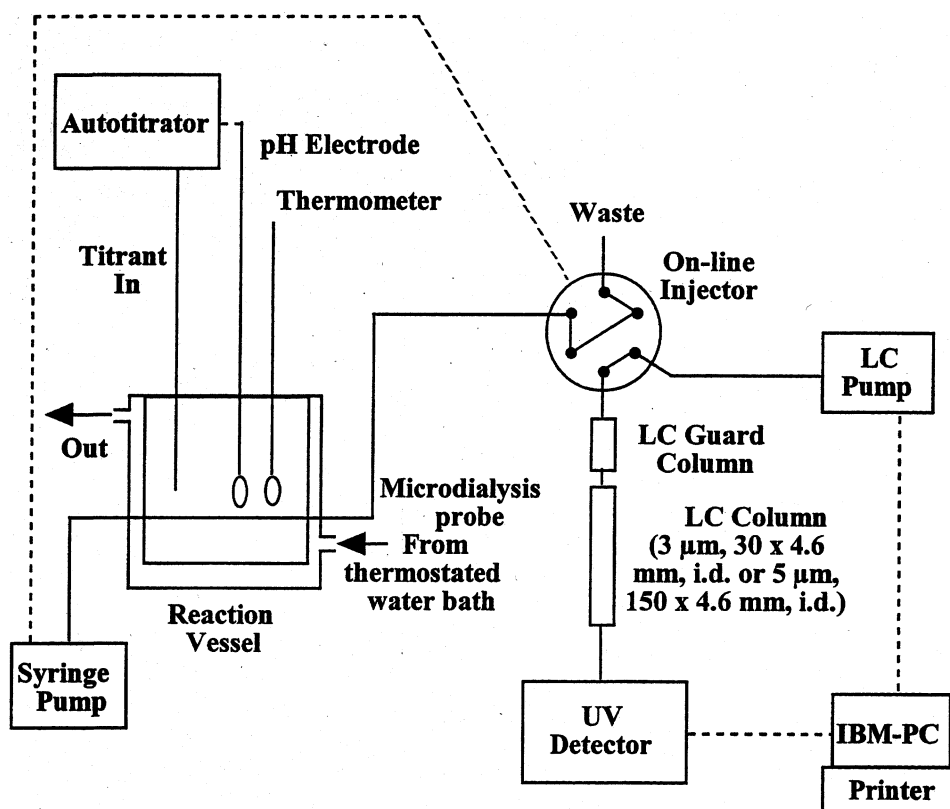 Autotitrator
pH Electrode
Thermometer
Titrant
In
Waste
On-line
Injector
LC
Pump
Out
LC Guard
Column
Microdialysis
probe
From
thermostated
water bath
LC Column
(3 µm, 30 x 4.6
mm, i.d. or 5 µm,
150 x 4.6 mm, i.d.)
Reaction
Vessel
Syringe
Pump
UV
Detector
IBM-PC
Printer